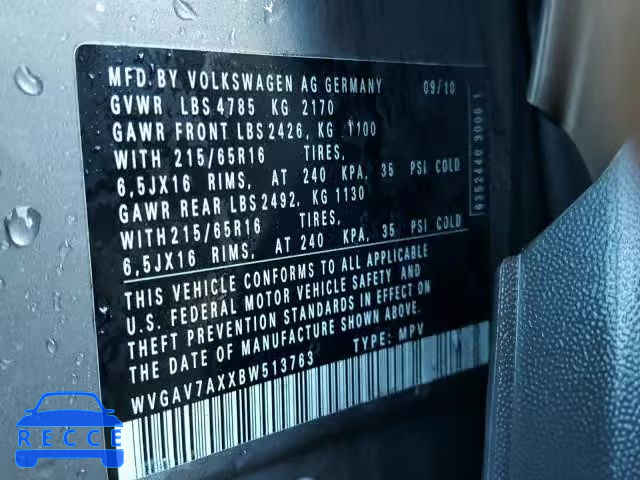 MFD.BY VOLKSWAGEN AG GERMANY 09/10
GVWR LBS 4785 KG 2170
GAWR FRONT LBS 2426, KG 1100
WITH 215/65R16 TIRES,
6,5JX16 RIMS, AT 240 KPA, 35 PSI COLD
GAWR REAR LBS 2492, KG 1130
WITH 215/65R16 TIRES,
6,5JX16 RIMS, AT 240 KPA, 35 PSI COLD
THIS VEHICLE CONFORMS TO ALL APPLICABLE
U.S. FEDERAL MOTOR VEHICLE SAFETY AND
THEFT PREVENTION STANDARDS IN EFFECT ON
THE DATE OF MANUFACTURE SHOWN ABOVE.
WVGAV7AXXBW513763 TYPE: MPV
RECCE